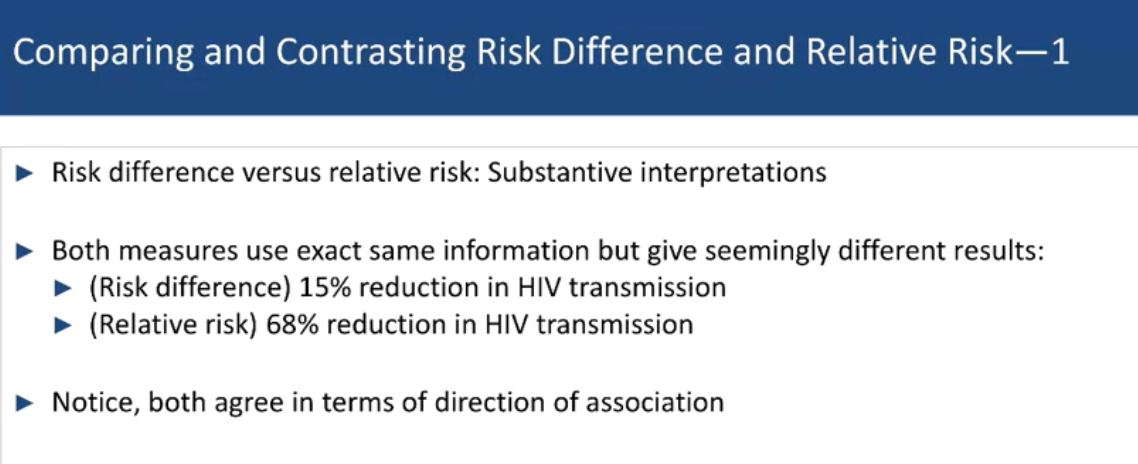 Comparing and Contrasting Risk Difference and Relative Risk—1
► Risk difference versus relative risk: Substantive interpretations
► Both measures use exact same information but give seemingly different results:
► (Risk difference) 15% reduction in HIV transmission
► (Relative risk) 68% reduction in HIV transmission
► Notice, both agree in terms of direction of association